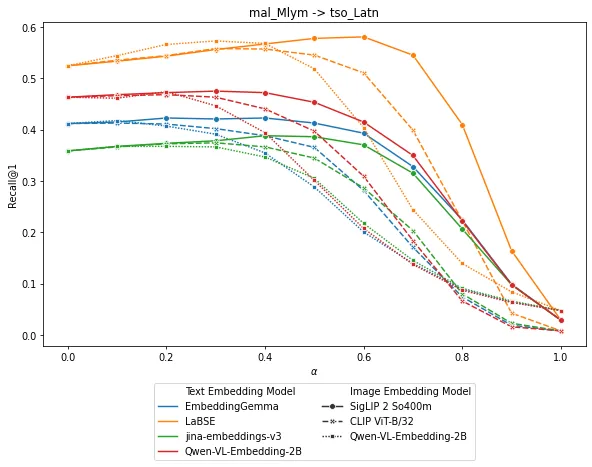 mal_Mlym -> tso_Latn
Recall@1
0.6
0.5
0.4
0.3
0.2
0.1
0.0
0.0 0.2 0.4 0.6 0.8 1.0
α
Text Embedding Model
EmbeddingGemma
LaBSE
jina-embeddings-v3
Qwen-VL-Embedding-2B
Image Embedding Model
SigLIP 2 So400m
CLIP ViT-B/32
Qwen-VL-Embedding-2B